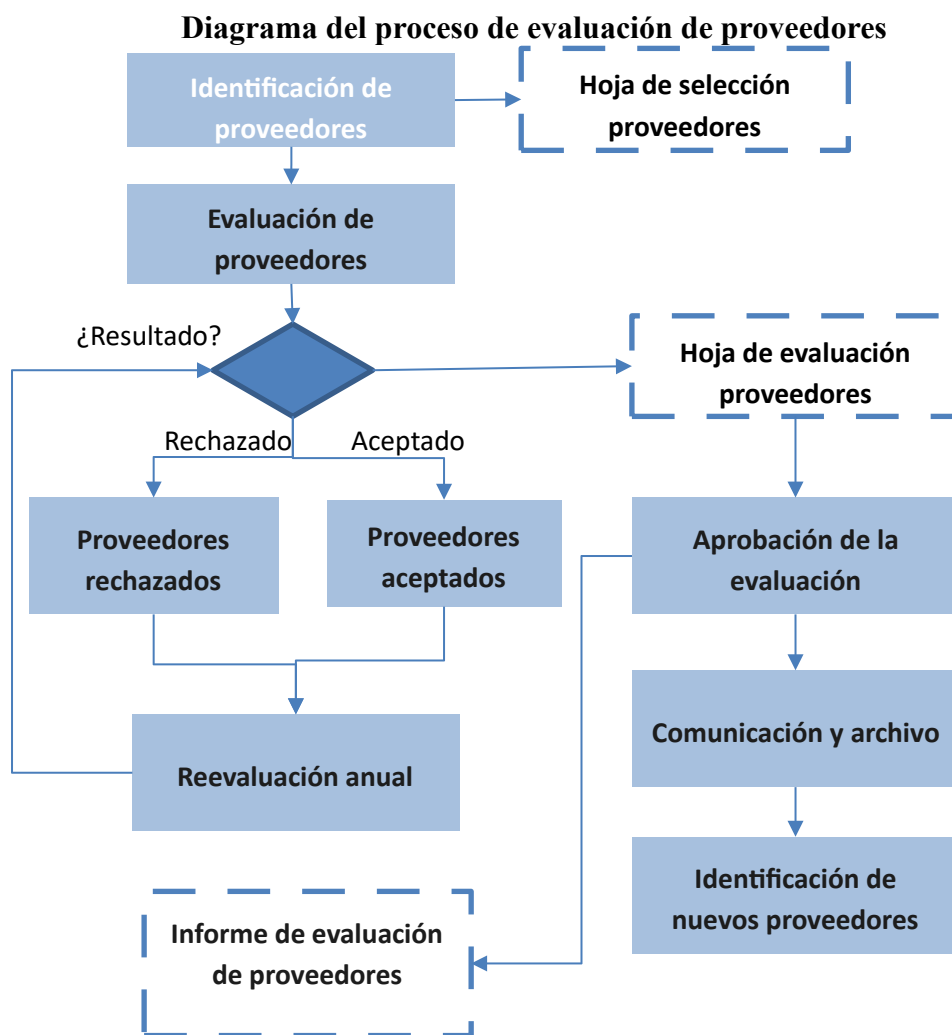 Diagrama del proceso de evaluación de proveedores
Identificación de
proveedores
Hoja de selección
proveedores
Evaluación de
proveedores
¿Resultado?
Hoja de evaluación
proveedores
Rechazado
Aceptado
Proveedores
rechazados
Proveedores
aceptados
Aprobación de la
evaluación
Comunicación y archivo
Reevaluación anual
Identificación de
nuevos proveedores
Informe de evaluación
de proveedores